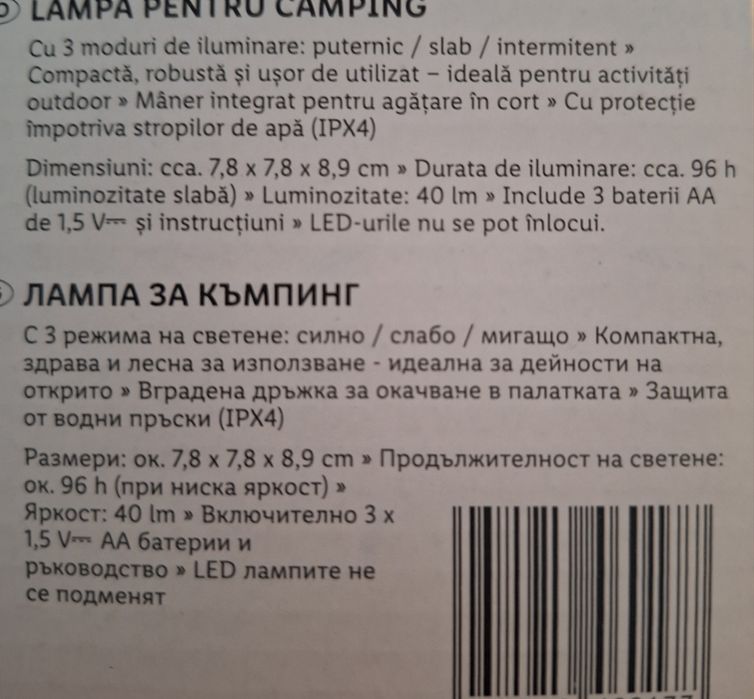 LAMPĂ PENTRU CAMPING
Cu 3 moduri de iluminare: puternic / slab / intermitent »
Compactă, robustă și ușor de utilizat – ideală pentru activități
outdoor » Mâner integrat pentru agățare în cort » Cu protecție
împotriva stropilor de apă (IPX4)
Dimensiuni: cca. 7,8 x 7,8 x 8,9 cm » Durata de iluminare: cca. 96 h
(luminozitate slabă) » Luminozitate: 40 lm » Include 3 baterii AA
de 1,5 V⎓ și instrucțiuni » LED-urile nu se pot înlocui.
ЛАМПА ЗА КЪМПИНГ
С 3 режима на светене: силно / слабо / мигащо » Компактна,
здрава и лесна за използване - идеална за дейности на
открито » Вградена дръжка за окачване в палатката » Защита
от водни пръски (IPX4)
Размери: ок. 7,8 x 7,8 x 8,9 cm » Продължителност на светене:
ок. 96 h (при ниска яркост) »
Яркост: 40 lm » Включително 3 x
1,5 V⎓ AA батерии и
ръководство » LED лампите не
се подменят